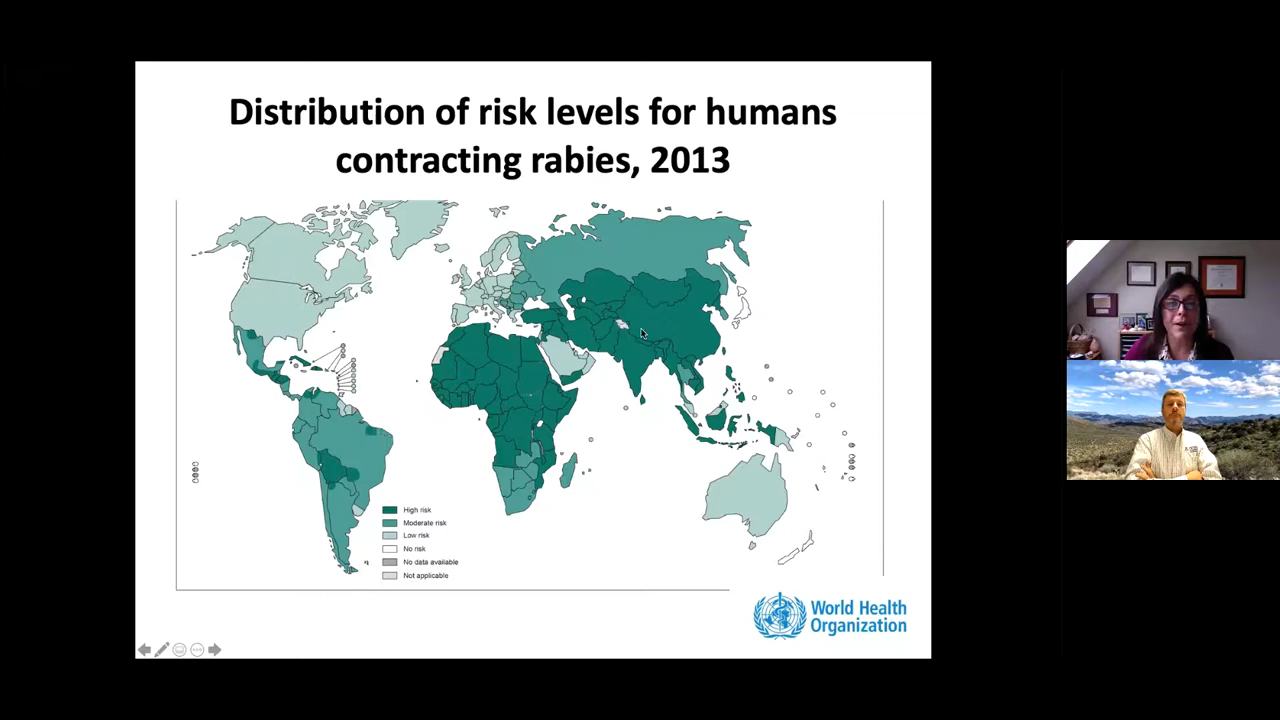 Distribution of risk levels for humans
contracting rabies, 2013
High risk
Moderate risk
Low risk
No risk
No data available
Not applicable
World Health
Organization